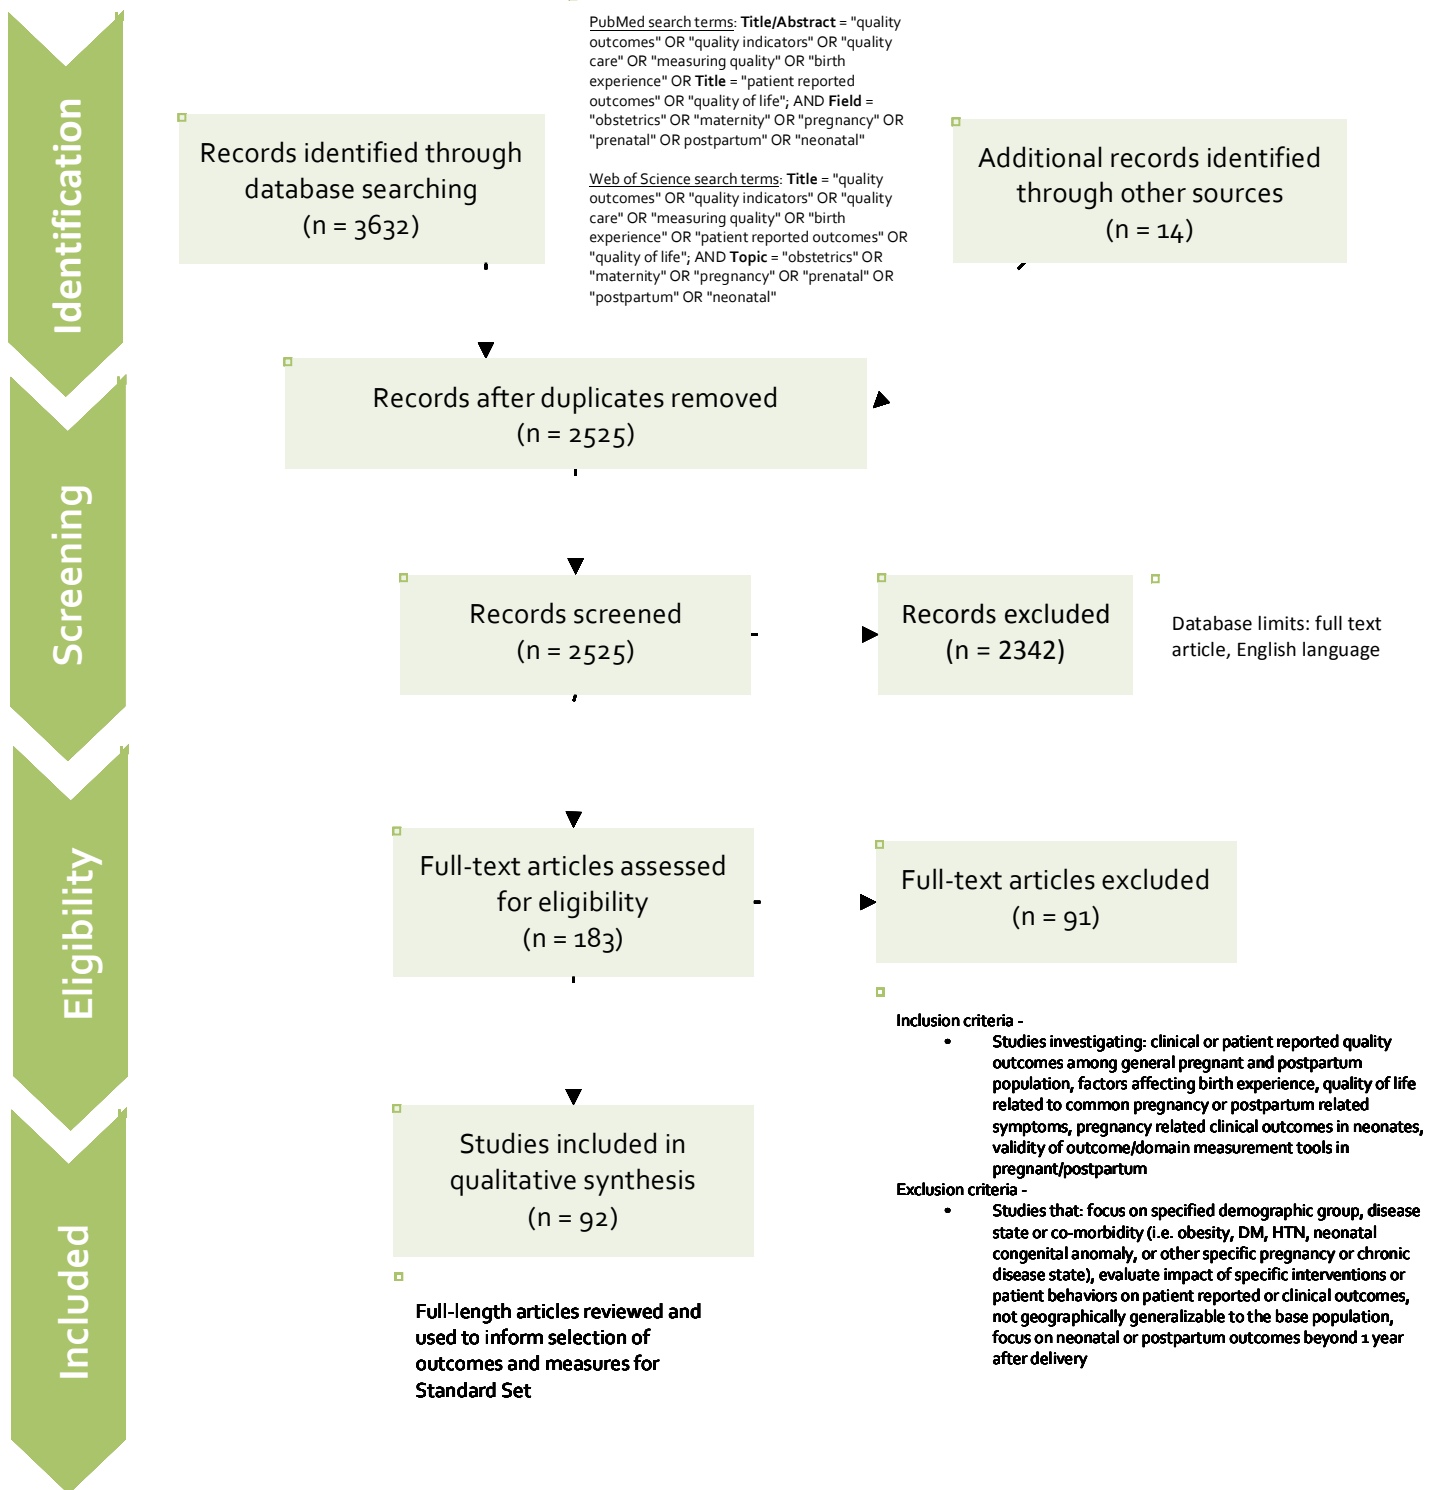 Identification
PubMed search terms: Title/Abstract = "quality
outcomes" OR "quality indicators" OR "quality
care" OR "measuring quality" OR "birth
experience" OR Title = "patient reported
outcomes" OR "quality of life"; AND Field =
"obstetrics" OR "maternity" OR "pregnancy" OR
"prenatal" OR postpartum" OR "neonatal"
Web of Science search terms: Title = "quality
outcomes" OR "quality indicators" OR "quality
care" OR "measuring quality" OR "birth
experience" OR "patient reported outcomes" OR
"quality of life"; AND Topic = "obstetrics" OR
"maternity" OR "pregnancy" OR "prenatal" OR
"postpartum" OR "neonatal"
Records identified through
database searching
(n = 3632)
Additional records identified
through other sources
(n = 14)
Screening
Records after duplicates removed
(n = 2525)
Records screened
(n = 2525)
Records excluded
(n = 2342)
Database limits: full text
article, English language
Eligibility
Full-text articles assessed
for eligibility
(n = 183)
Full-text articles excluded
(n = 91)
Inclusion criteria -
• Studies investigating: clinical or patient reported quality
outcomes among general pregnant and postpartum
population, factors affecting birth experience, quality of life
related to common pregnancy or postpartum related
symptoms, pregnancy related clinical outcomes in neonates,
validity of outcome/domain measurement tools in
pregnant/postpartum
Exclusion criteria -
• Studies that: focus on specified demographic group, disease
state or co-morbidity (i.e. obesity, DM, HTN, neonatal
congenital anomaly, or other specific pregnancy or chronic
disease state), evaluate impact of specific interventions or
patient behaviors on patient reported or clinical outcomes,
not geographically generalizable to the base population,
focus on neonatal or postpartum outcomes beyond 1 year
after delivery
Included
Studies included in
qualitative synthesis
(n = 92)
Full-length articles reviewed and
used to inform selection of
outcomes and measures for
Standard Set